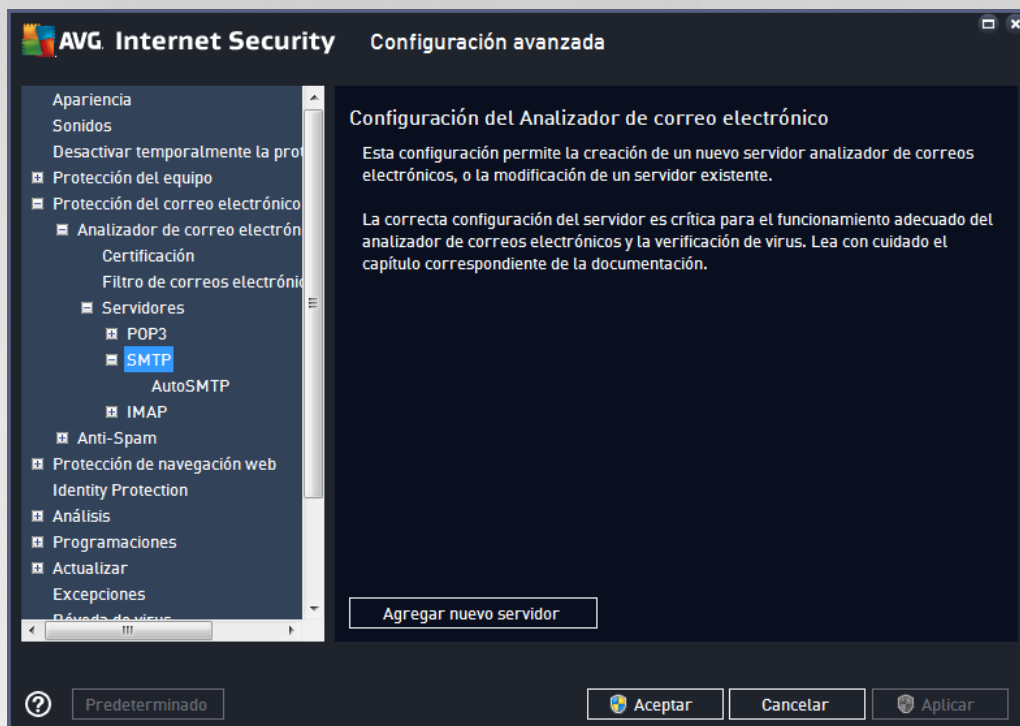 AVG. Internet Security
Configuración avanzada
Apariencia
Sonidos
Desactivar temporalmente la prot
Protección del equipo
Protección del correo electrónico
Analizador de correo electrón
Certificación
Filtro de correos electrónic
Servidores
POP3
SMTP
AutoSMTP
IMAP
Anti-Spam
Protección de navegación web
Identity Protection
Análisis
Programaciones
Actualizar
Excepciones
Bóveda de virus
Configuración del Analizador de correo electrónico
Esta configuración permite la creación de un nuevo servidor analizador de correos
electrónicos, o la modificación de un servidor existente.
La correcta configuración del servidor es crítica para el funcionamiento adecuado del
analizador de correos electrónicos y la verificación de virus. Lea con cuidado el
capítulo correspondiente de la documentación.
Agregar nuevo servidor
Predeterminado
Aceptar
Cancelar
Aplicar